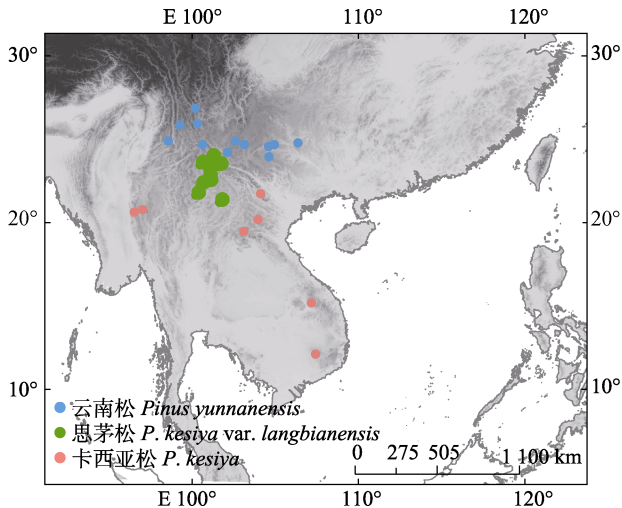 E 100° 110° 120°
30° 30°
20° 20°
10° 10°
云南松 Pinus yunnanensis
思茅松 P. kesiya var. langbianensis
卡西亚松 P. kesiya
0 275 505 1 100 km
E 100° 110° 120°